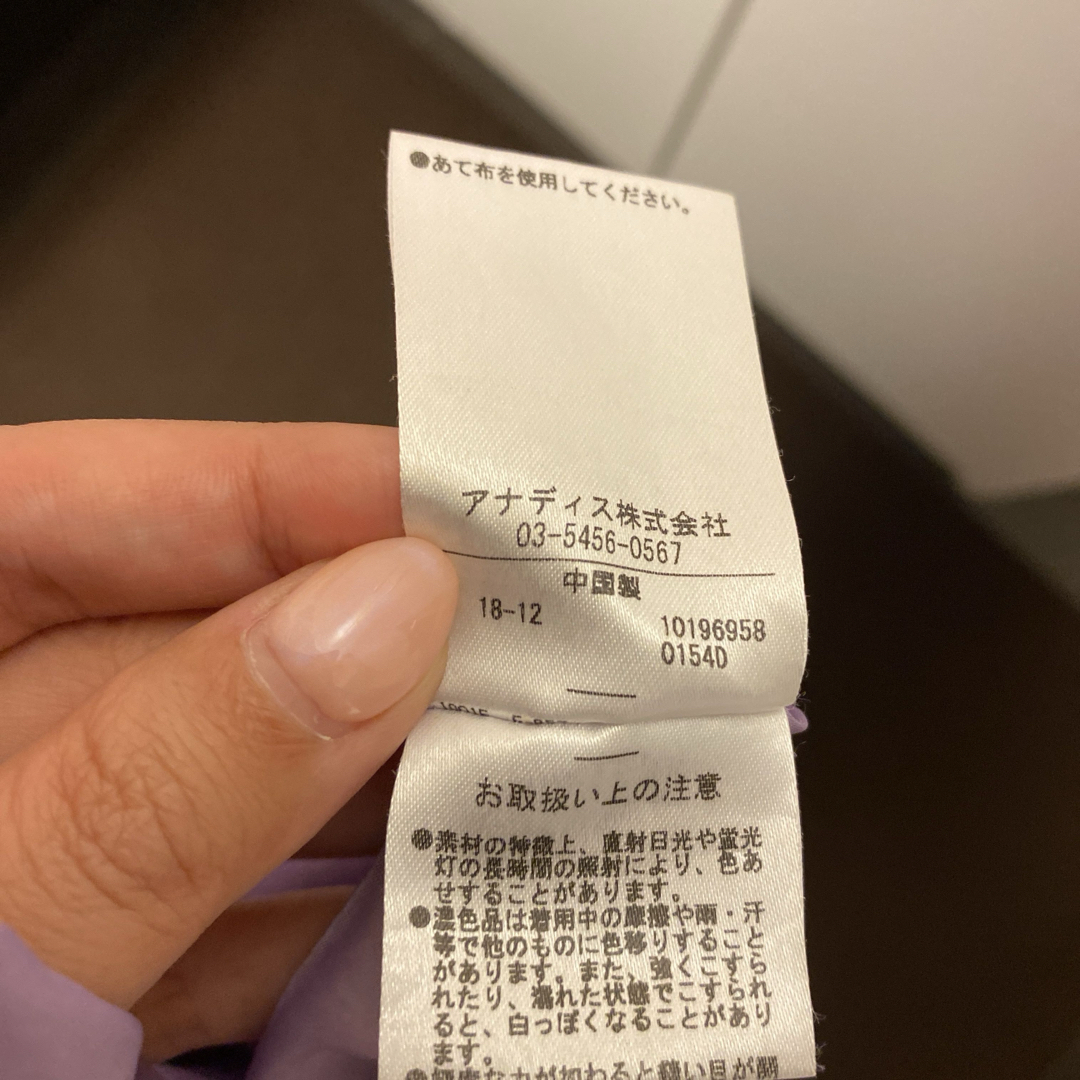 ●あて布を使用してください。
アナディス株式会社
03-5456-0567
中国製
18-12
10196958
0154D
お取扱い上の注意
●素材の特徴上、直射日光や蛍光
灯の長時間の照射により、色あ
せすることがあります。
●濃色品は着用中の摩擦や雨・汗
等で他のものに色移りすること
があります。また、強くこすら
れたり、濡れた状態でこすられ
ると、白っぽくなることがあり
ます。